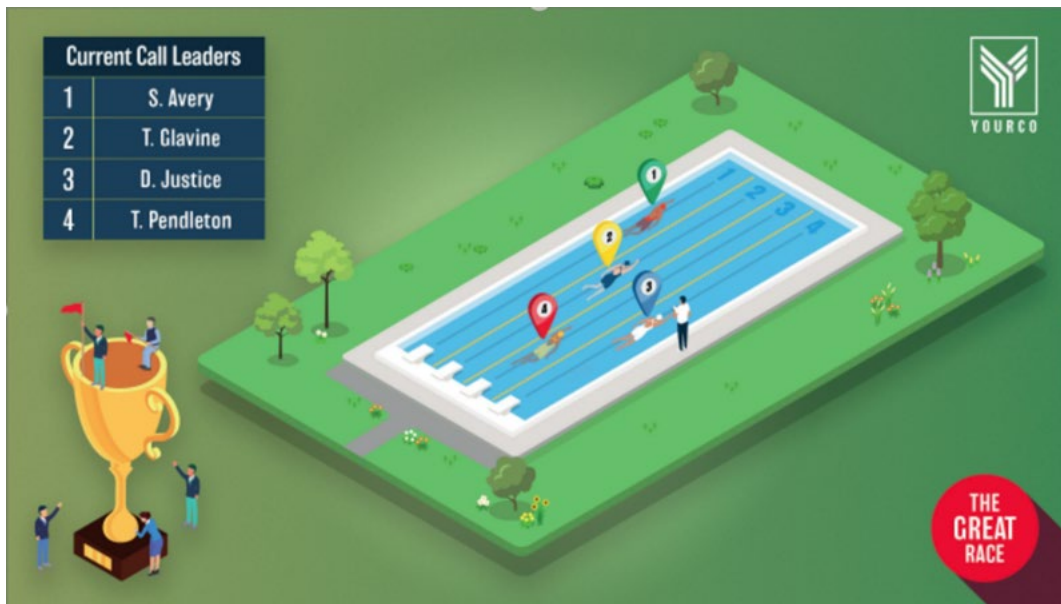 Current Call Leaders
1 S. Avery
2 T. Glavine
3 D. Justice
4 T. Pendleton
YOURCO
1
2
3
4
1
2
3
4
THE
GREAT
RACE